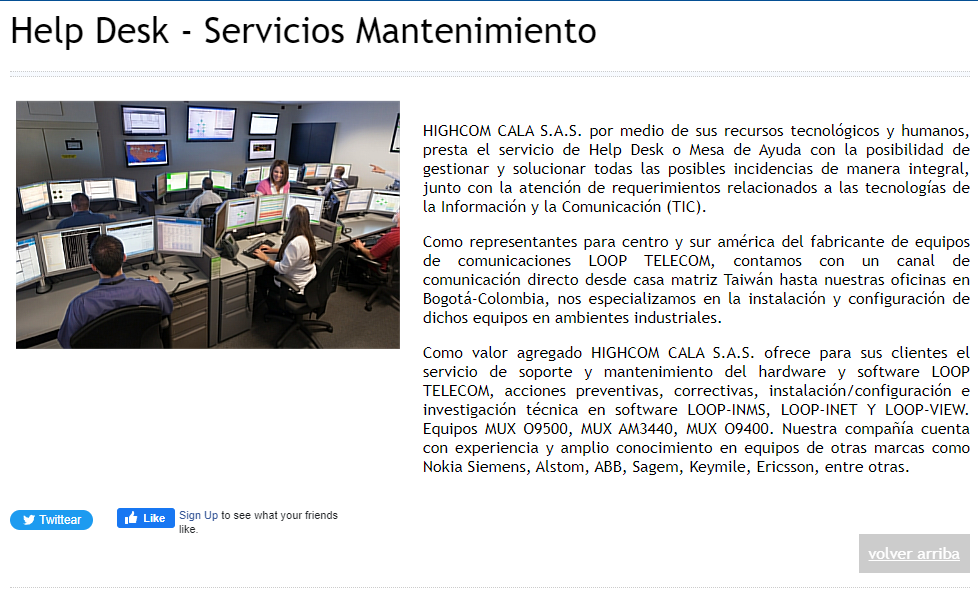 Help Desk - Servicios Mantenimiento
HIGHCOM CALA S.A.S. por medio de sus recursos tecnológicos y humanos,
presta el servicio de Help Desk o Mesa de Ayuda con la posibilidad de
gestionar y solucionar todas las posibles incidencias de manera integral,
junto con la atención de requerimientos relacionados a las tecnologías de
la Información y la Comunicación (TIC).
Como representantes para centro y sur américa del fabricante de equipos
de comunicaciones LOOP TELECOM, contamos con un canal de
comunicación directo desde casa matriz Taiwán hasta nuestras oficinas en
Bogotá-Colombia, nos especializamos en la instalación y configuración de
dichos equipos en ambientes industriales.
Como valor agregado HIGHCOM CALA S.A.S. ofrece para sus clientes el
servicio de soporte y mantenimiento del hardware y software LOOP
TELECOM, acciones preventivas, correctivas, instalación/configuración e
investigación técnica en software LOOP-INMS, LOOP-INET Y LOOP-VIEW.
Equipos MUX O9500, MUX AM3440, MUX O9400. Nuestra compañía cuenta
con experiencia y amplio conocimiento en equipos de otras marcas como
Nokia Siemens, Alstom, ABB, Sagem, Keymile, Ericsson, entre otras.
Twittear
Like
Sign Up to see what your friends
like.
volver arriba